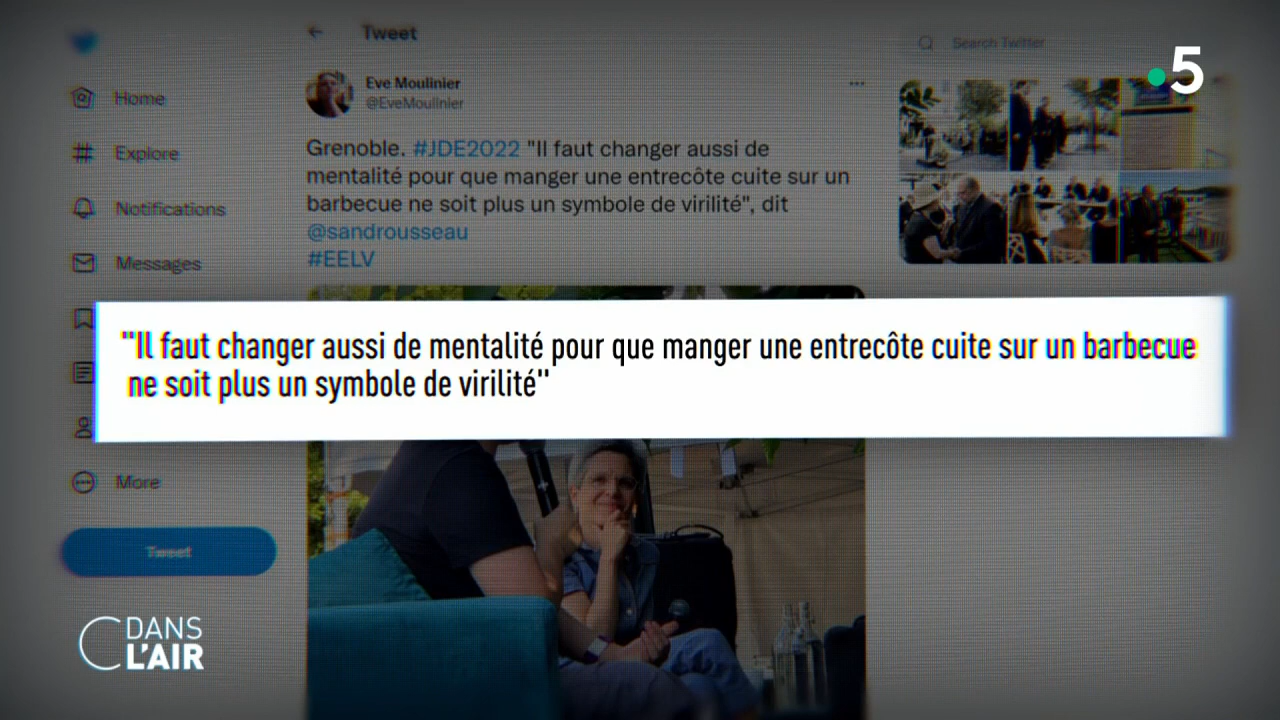 Tweet
Search Twitter
5
Eve Moulinier
@EveMoulinier
Home
Explore
Notifications
Messages
More
Tweet
Grenoble. #JDE2022 "Il faut changer aussi de
mentalité pour que manger une entrecôte cuite sur un
barbecue ne soit plus un symbole de virilité", dit
@sandrousseau
#EELV
"Il faut changer aussi de mentalité pour que manger une entrecôte cuite sur un barbecue
ne soit plus un symbole de virilité"
C DANS
L'AIR